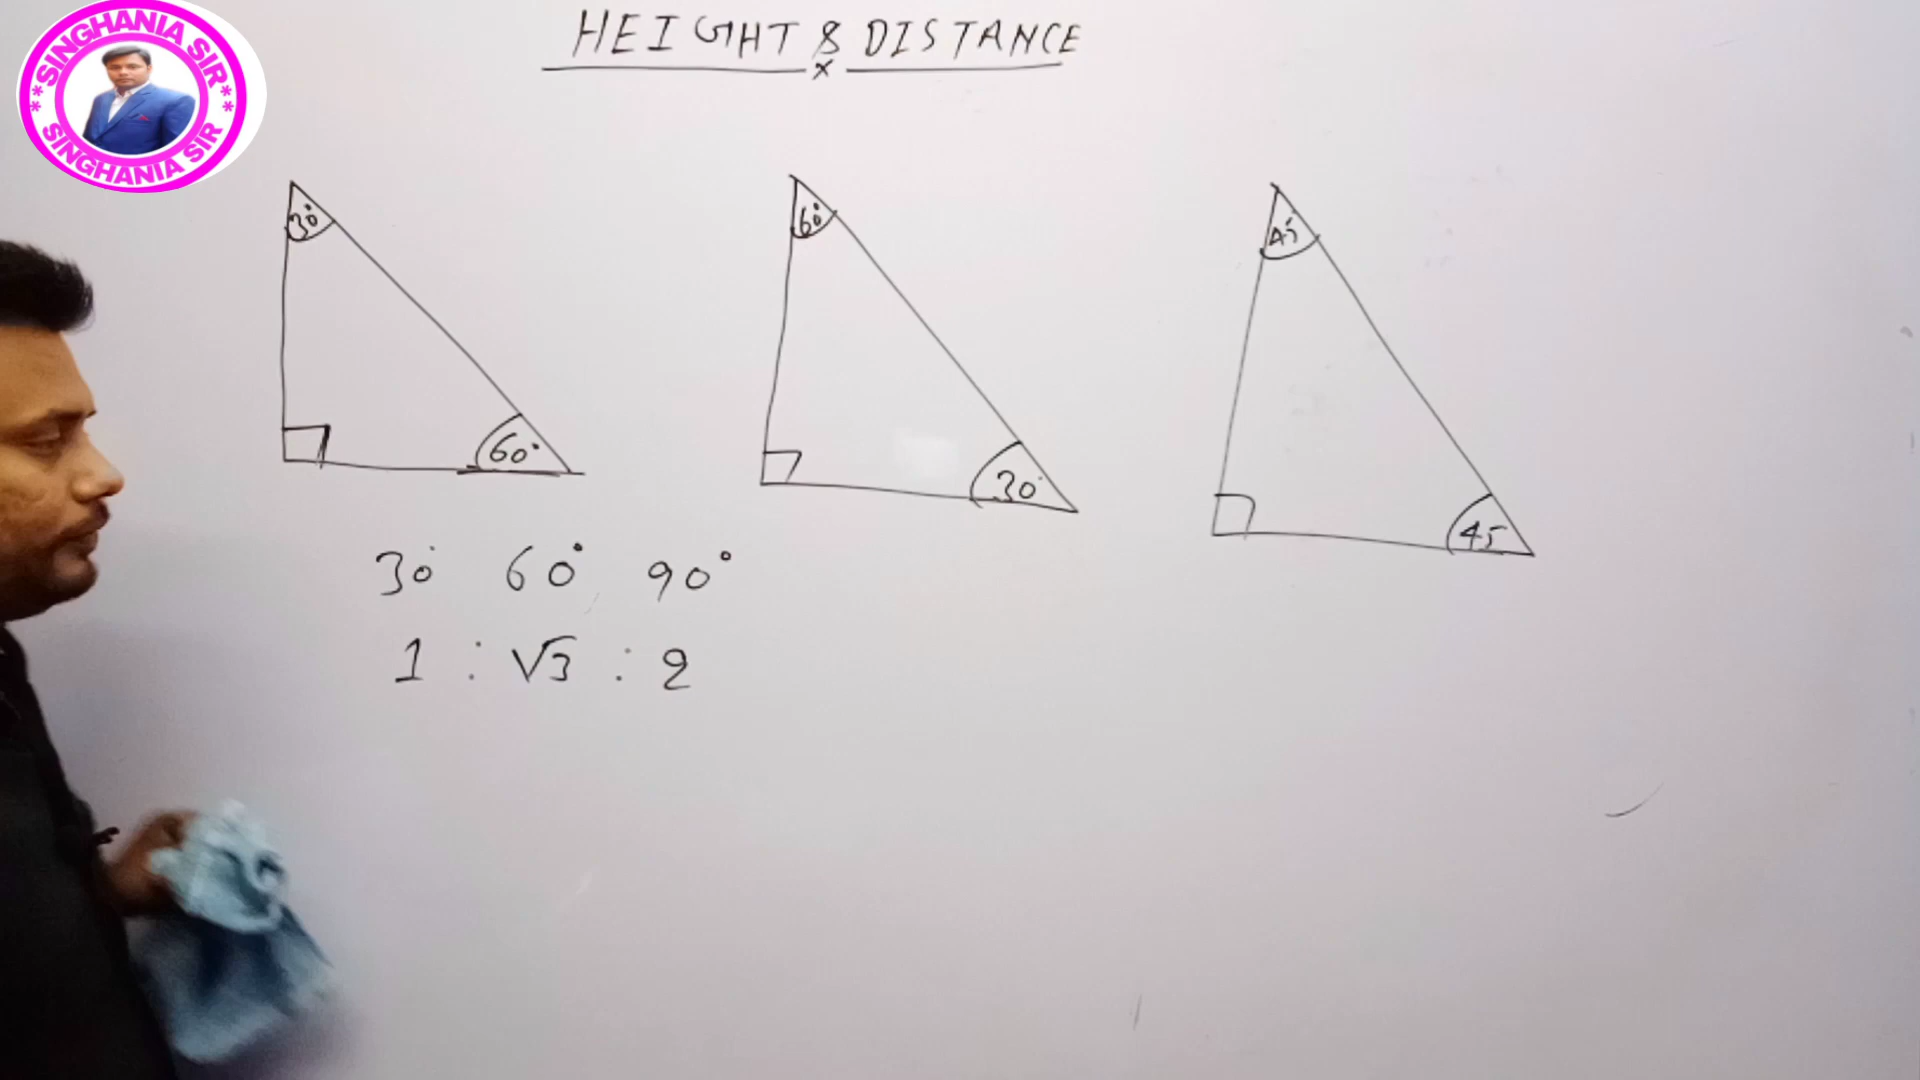 **SINGHANIA SIR**
SINGHANIA SIR
HEIGHT & DISTANCE
x
30° 60° 45°
60° 30° 45
30° 60° 90°
1 : √3 : 2